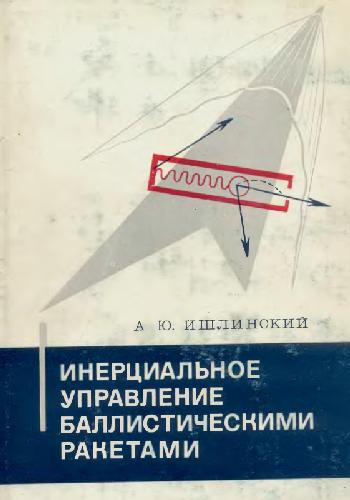 А. Ю. ИШЛИНСКИЙ
ИНЕРЦИАЛЬНОЕ
УПРАВЛЕНИЕ
БАЛЛИСТИЧЕСКИМИ
РАКЕТАМИ